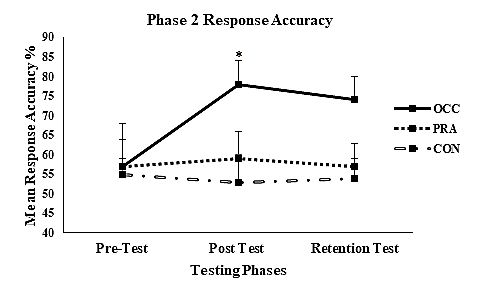 Phase 2 Response Accuracy
Mean Response Accuracy %
90
85
80
75
70
65
60
55
50
45
40
*
OCC
PRA
CON
Pre-Test Post Test Retention Test
Testing Phases